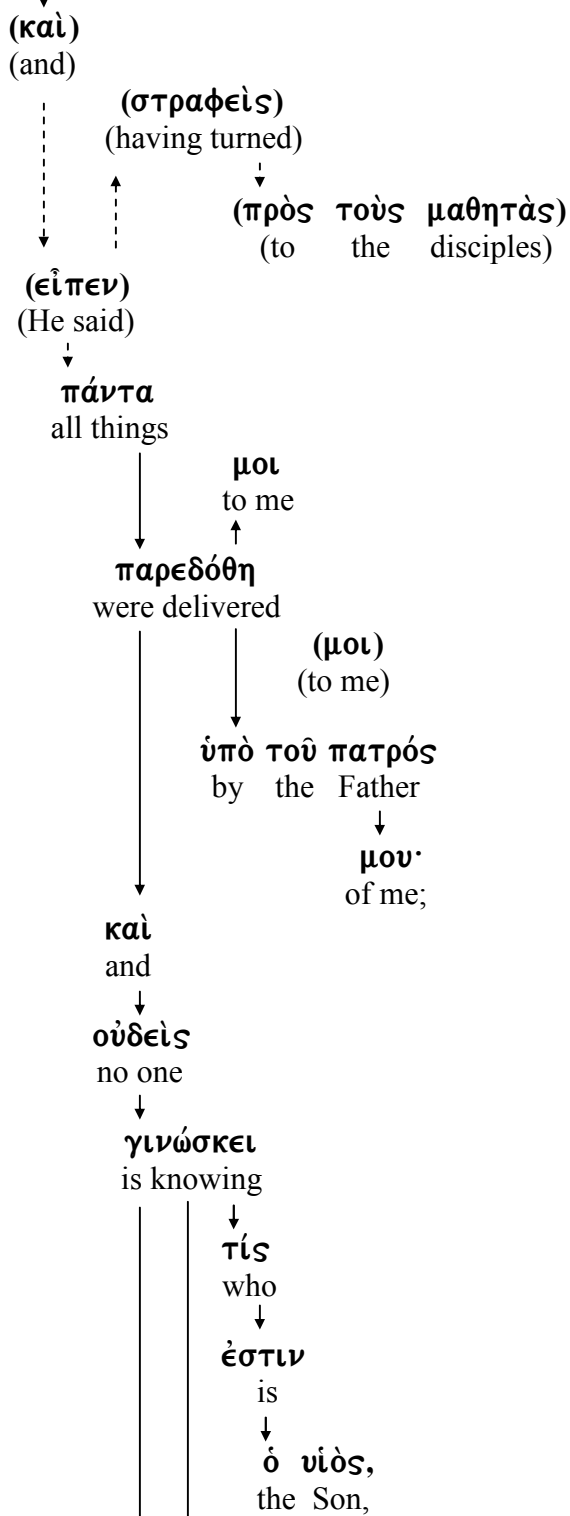 (καὶ)
(and)
(στραφεὶς)
(having turned)
(πρὸς τοὺς μαθητὰς)
(to the disciples)
(εἶπεν)
(He said)
πάντα
all things
μοι
to me
παρεδόθη
were delivered
(μοι)
(to me)
ὑπὸ τοῦ πατρός
by the Father
μου·
of me;
καὶ
and
οὐδεὶς
no one
γινώσκει
is knowing
τίς
who
ἐστιν
is
ὁ υἱὸς,
the Son,